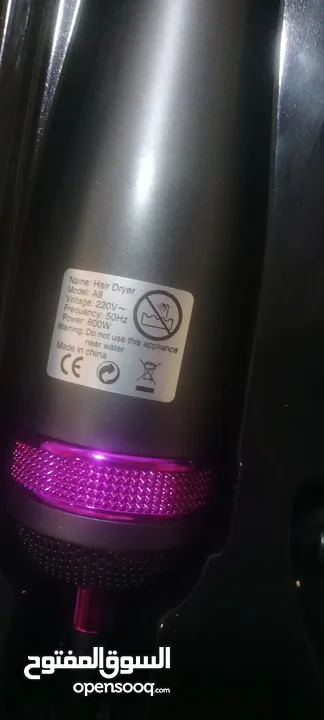 Name: Hair Dryer
Model: A8
Voltage: 220V~
Frequency: 50Hz
Power: 800W
Warning: Do not use this appliance
near water
Made in china
CE
السوق المفتوح
opensooq.com